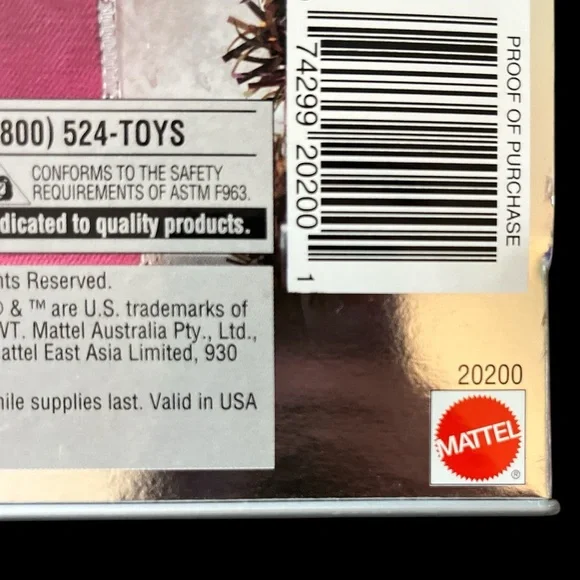 800) 524-TOYS
CONFORMS TO THE SAFETY
REQUIREMENTS OF ASTM F963.
dicated to quality products.
hts Reserved.
® & ™ are U.S. trademarks of
VT. Mattel Australia Pty., Ltd.,
attel East Asia Limited, 930
hile supplies last. Valid in USA
74299 20200 1
PROOF OF PURCHASE
20200
MATTEL
®